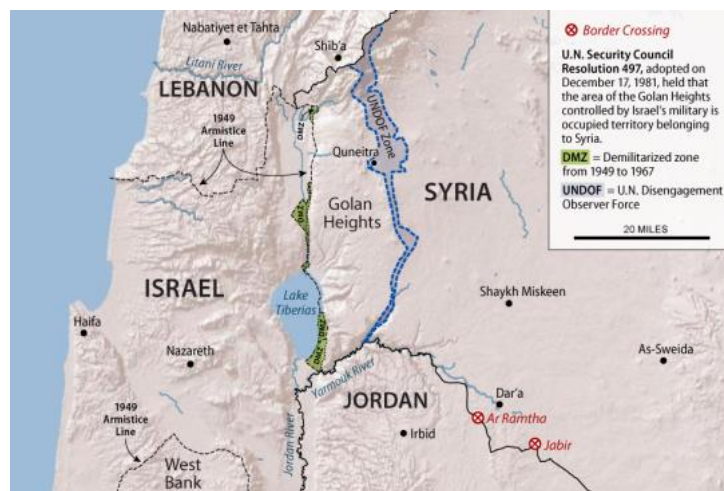 Nabatiyet et Tahta
Litani River
LEBANON
Shib'a
1949
Armistice
Line
DMZ
UNDOF Zone
Quneitra
SYRIA
DMZ
Golan
Heights
ISRAEL
Lake
Tiberias
Haifa
Nazareth
DMZ
DMZ
Yarmouk River
Shaykh Miskeen
As-Sweida
JORDAN
Dar'a
Ar Ramtha
Irbid
Jabir
1949
Armistice
Line
Jordan River
West
Bank
Border Crossing
U.N. Security Council
Resolution 497, adopted on
December 17, 1981, held that
the area of the Golan Heights
controlled by Israel's military is
occupied territory belonging
to Syria.
DMZ = Demilitarized zone
from 1949 to 1967
UNDOF = U.N. Disengagement
Observer Force
20 MILES